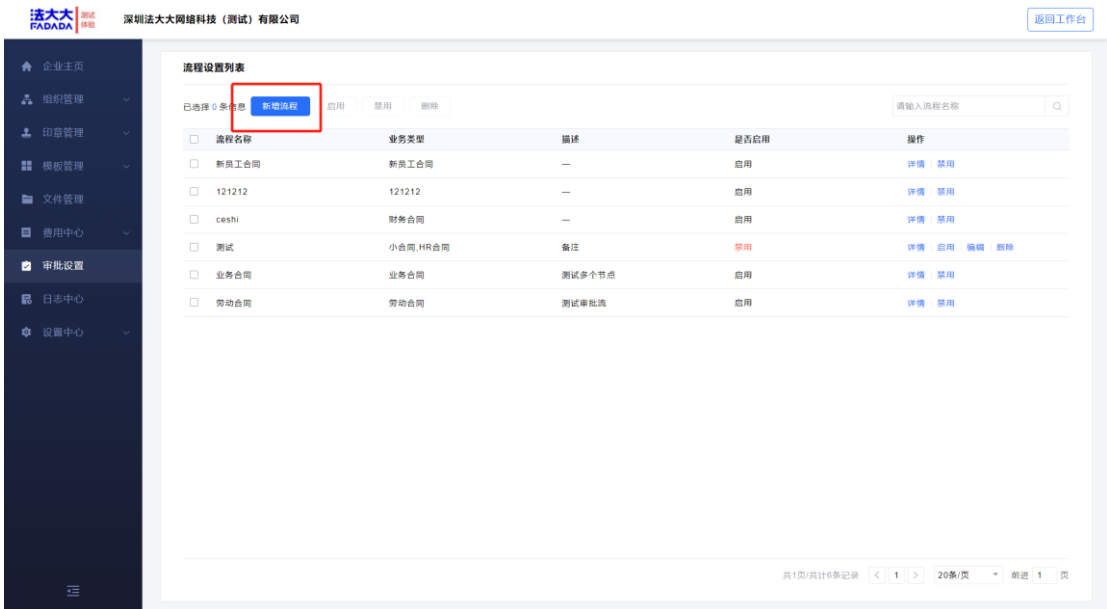 法大大 FADADA 测试体验 深圳法大大网络科技（测试）有限公司 返回工作台
企业主页
组织管理
印章管理
模板管理
文件管理
费用中心
审批设置
日志中心
设置中心
流程设置列表
已选择 0 条信息 新增流程 启用 禁用 删除 请输入流程名称
流程名称 业务类型 描述 是否启用 操作
新员工合同 新员工合同 — 启用 详情 禁用
121212 121212 — 启用 详情 禁用
ceshi 财务合同 — 启用 详情 禁用
测试 小合同,HR合同 备注 禁用 详情 启用 编辑 删除
业务合同 业务合同 测试多个节点 启用 详情 禁用
劳动合同 劳动合同 测试审批流 启用 详情 禁用
共1页/共计6条记录 < 1 > 20条/页 前进 1 页